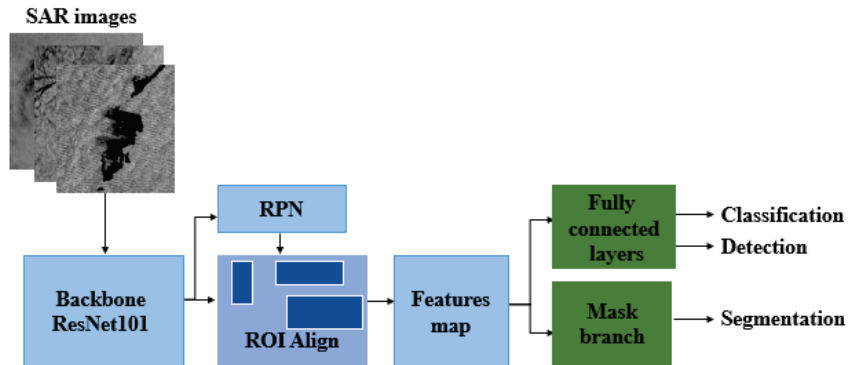 SAR images
RPN
Backbone
ResNet101
ROI Align
Features
map
Fully
connected
layers
Classification
Detection
Mask
branch
Segmentation